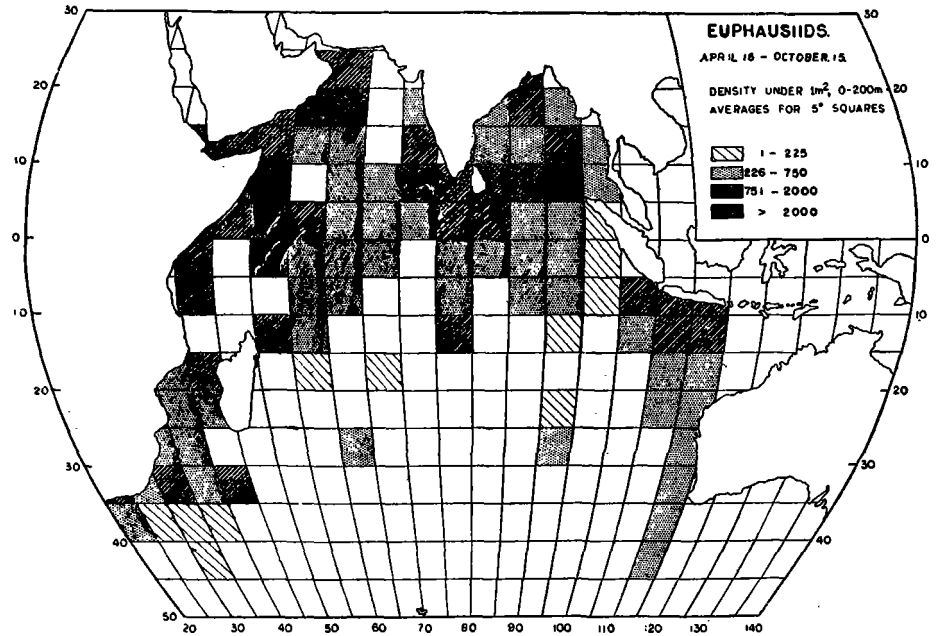 EUPHAUSIIDS.
APRIL 16 – OCTOBER.15.
DENSITY UNDER 1m², 0-200m.
AVERAGES FOR 5° SQUARES
1 - 225
226 - 750
751 - 2000
> 2000
30
30
20
20
10
10
0
0
10
10
20
20
30
30
40
40
50
20 30 40 50 60 70 80 90 100 110 120 130 140